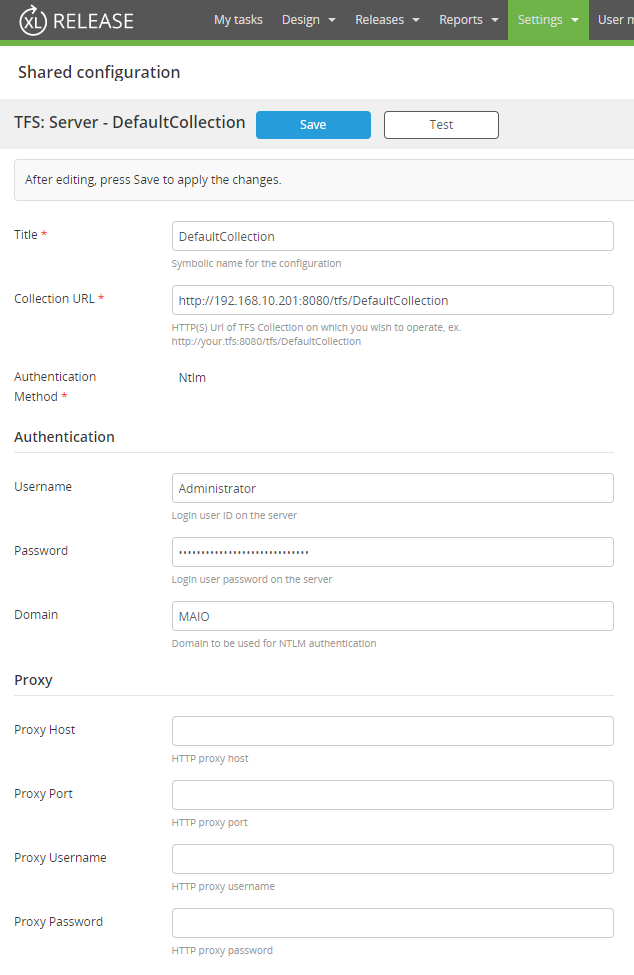 XL RELEASE My tasks Design Releases Reports Settings User m
Shared configuration
TFS: Server - DefaultCollection Save Test
After editing, press Save to apply the changes.
Title * DefaultCollection
Symbolic name for the configuration
Collection URL * http://192.168.10.201:8080/tfs/DefaultCollection
HTTP(S) Url of TFS Collection on which you wish to operate, ex.
http://your.tfs:8080/tfs/DefaultCollection
Authentication
Method * Ntlm
Authentication
Username Administrator
Login user ID on the server
Password •••••••••••••••••••••••••••••
Login user password on the server
Domain MAIO
Domain to be used for NTLM authentication
Proxy
Proxy Host
HTTP proxy host
Proxy Port
HTTP proxy port
Proxy Username
HTTP proxy username
Proxy Password
HTTP proxy password